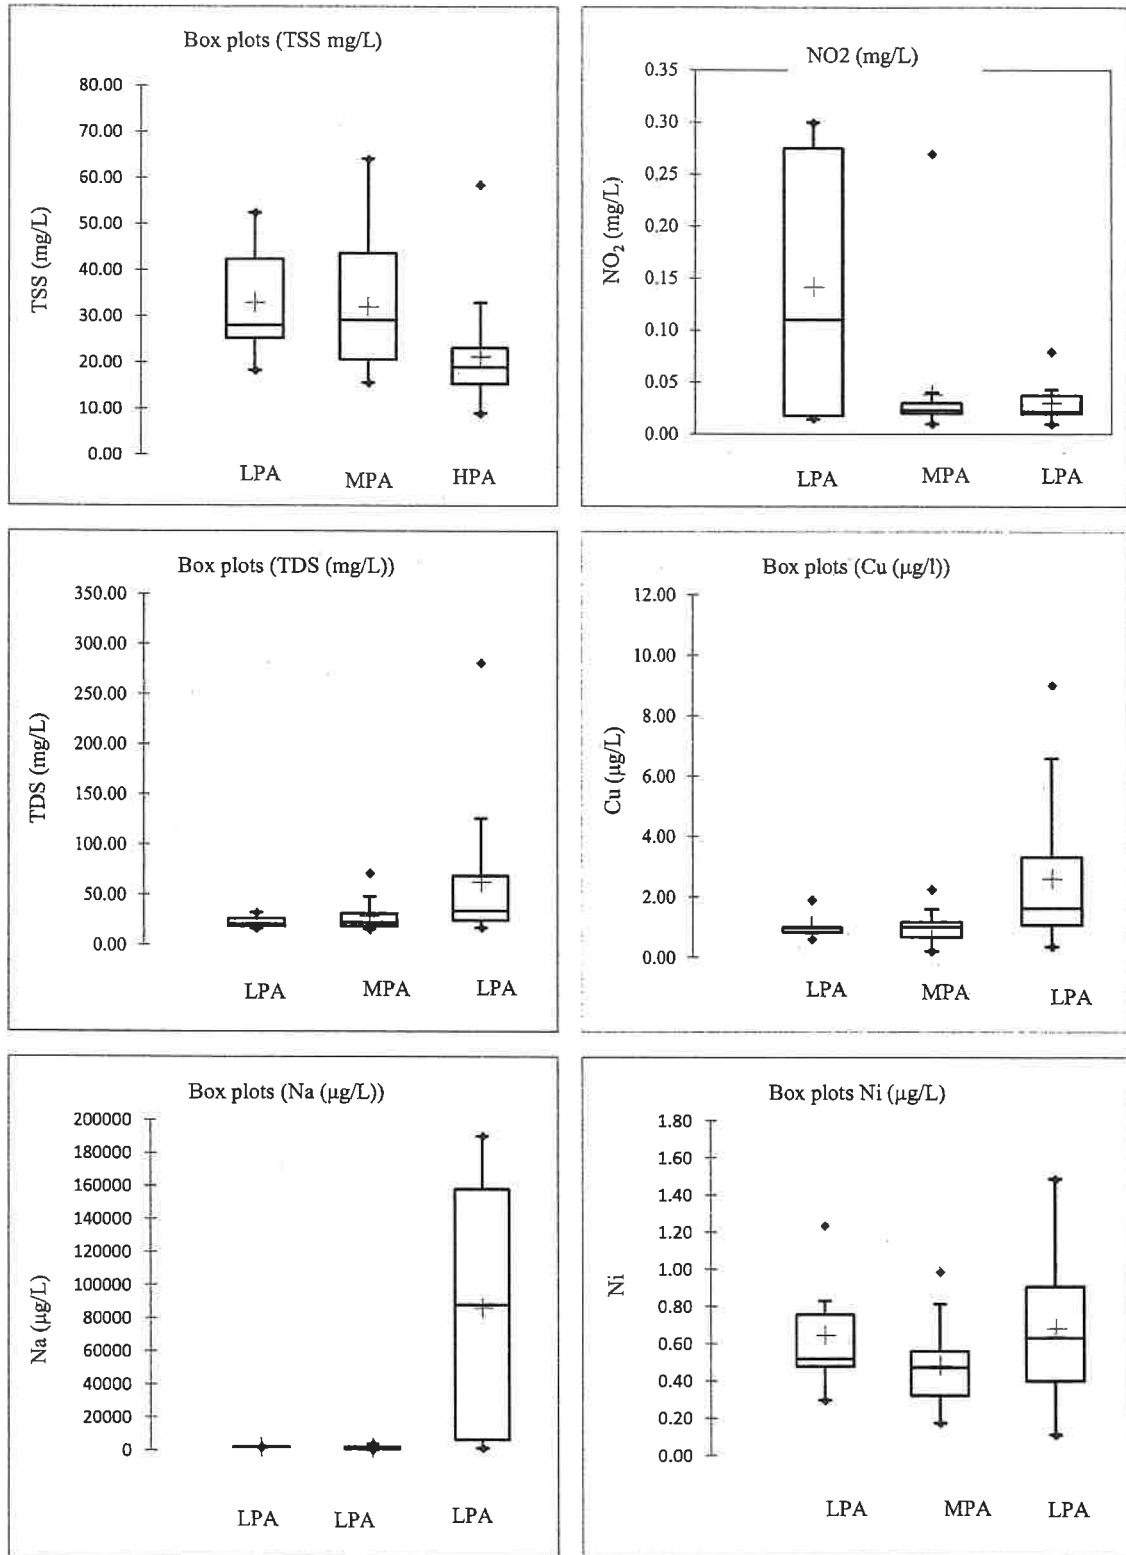 Box plots (TSS mg/L)
80.00
70.00
60.00
50.00
40.00
30.00
20.00
10.00
0.00
TSS (mg/L)
LPA
MPA
HPA
NO2 (mg/L)
0.35
0.30
0.25
0.20
0.15
0.10
0.05
0.00
NO2 (mg/L)
LPA
MPA
LPA
Box plots (TDS (mg/L))
350.00
300.00
250.00
200.00
150.00
100.00
50.00
0.00
TDS (mg/L)
LPA
MPA
LPA
Box plots (Cu (µg/l))
12.00
10.00
8.00
6.00
4.00
2.00
0.00
Cu (µg/L)
LPA
MPA
LPA
Box plots (Na (µg/L))
200000
180000
160000
140000
120000
100000
80000
60000
40000
20000
0
Na (µg/L)
LPA
LPA
LPA
Box plots Ni (µg/L)
1.80
1.60
1.40
1.20
1.00
0.80
0.60
0.40
0.20
0.00
Ni
LPA
MPA
LPA